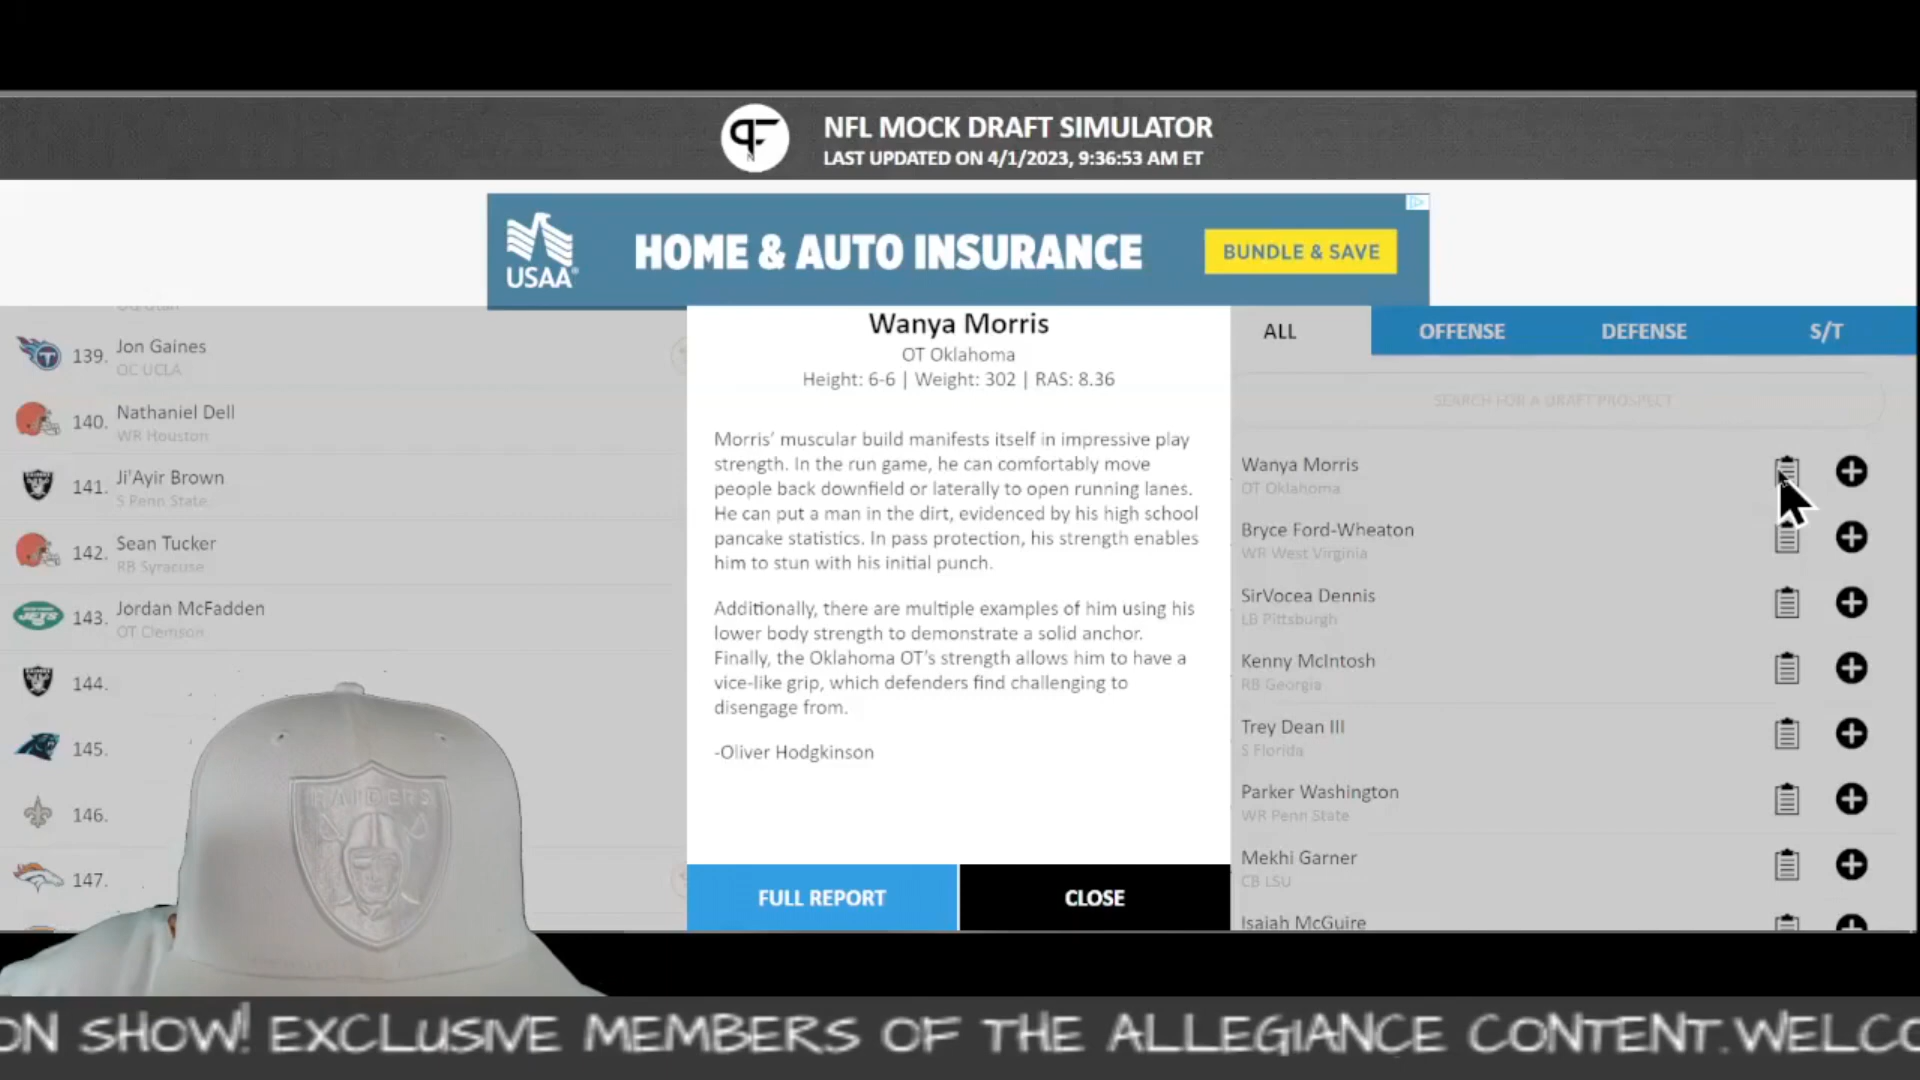 NFL MOCK DRAFT SIMULATOR
LAST UPDATED ON 4/1/2023, 9:36:53 AM ET
USAA
HOME & AUTO INSURANCE
BUNDLE & SAVE
139.
Jon Gaines
OC UCLA
140.
Nathaniel Dell
WR Houston
141.
Ji'Ayir Brown
S Penn State
142.
Sean Tucker
RB Syracuse
143.
Jordan McFadden
OT Clemson
144.
145.
146.
147.
RAIDERS
Wanya Morris
OT Oklahoma
Height: 6-6 | Weight: 302 | RAS: 8.36
Morris' muscular build manifests itself in impressive play
strength. In the run game, he can comfortably move
people back downfield or laterally to open running lanes.
He can put a man in the dirt, evidenced by his high school
pancake statistics. In pass protection, his strength enables
him to stun with his initial punch.
Additionally, there are multiple examples of him using his
lower body strength to demonstrate a solid anchor.
Finally, the Oklahoma OT's strength allows him to have a
vice-like grip, which defenders find challenging to
disengage from.
-Oliver Hodgkinson
FULL REPORT
CLOSE
ALL
OFFENSE
DEFENSE
S/T
SEARCH FOR A DRAFT PROSPECT
Wanya Morris
OT Oklahoma
Bryce Ford-Wheaton
WR West Virginia
SirVocea Dennis
LB Pittsburgh
Kenny McIntosh
RB Georgia
Trey Dean III
S Florida
Parker Washington
WR Penn State
Mekhi Garner
CB LSU
Isaiah McGuire
ON SHOW! EXCLUSIVE MEMBERS OF THE ALLEGIANCE CONTENT.WELCO